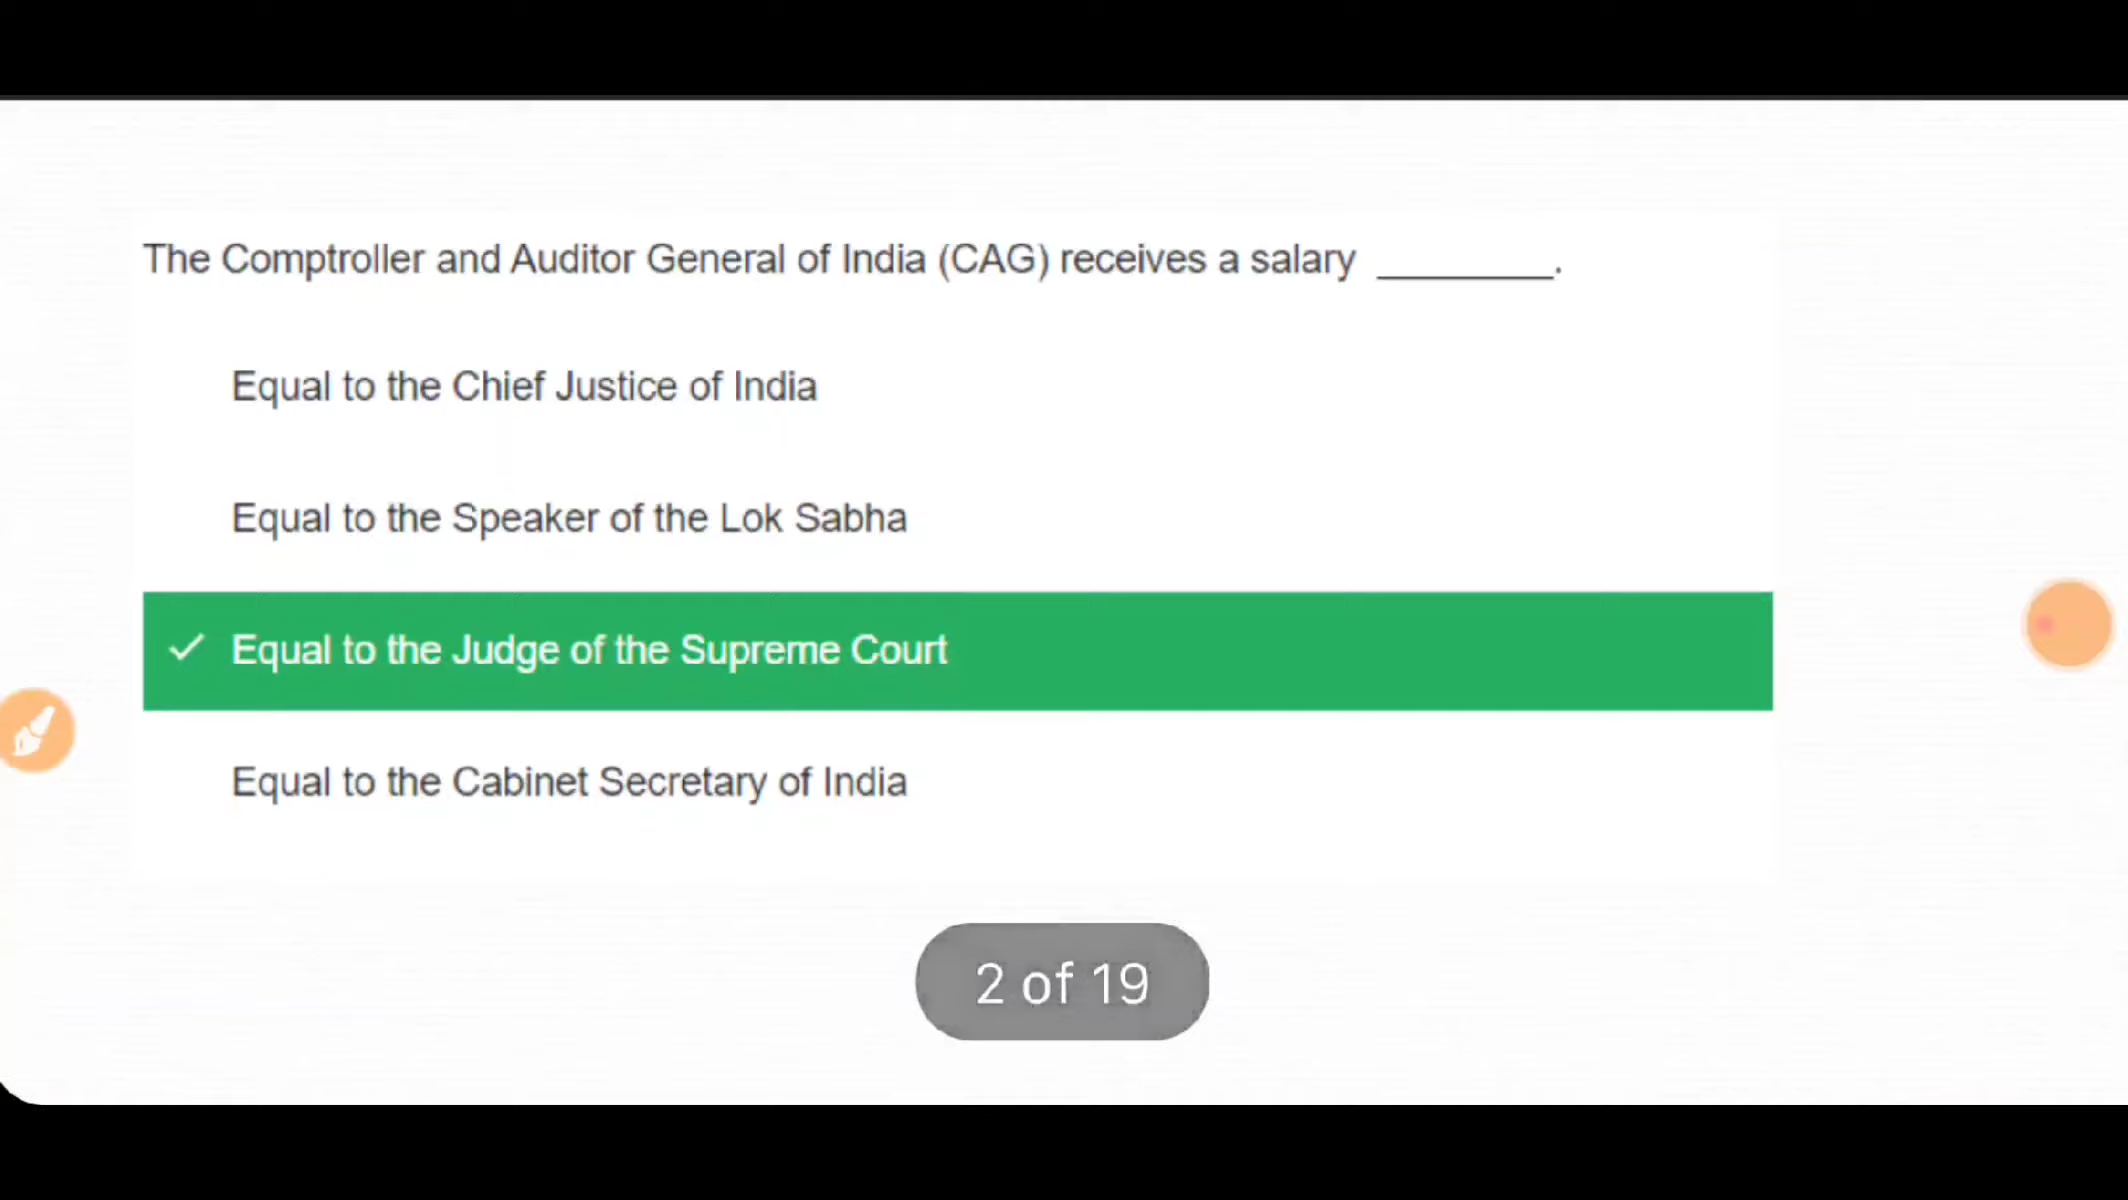 The Comptroller and Auditor General of India (CAG) receives a salary ________.
Equal to the Chief Justice of India
Equal to the Speaker of the Lok Sabha
✓ Equal to the Judge of the Supreme Court
Equal to the Cabinet Secretary of India
2 of 19